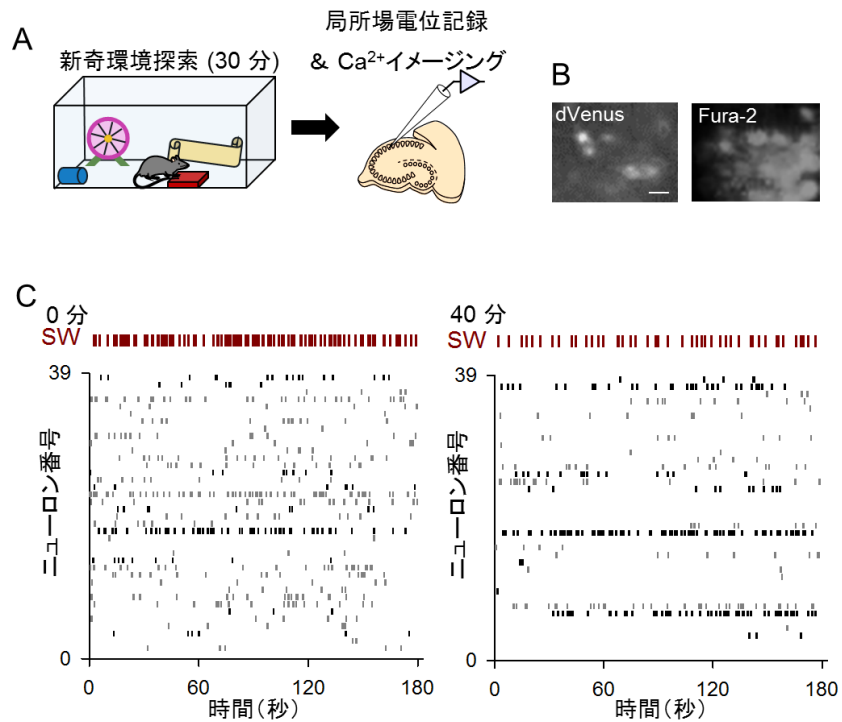 A
新奇環境探索 (30 分)
局所場電位記録
& Ca²⁺イメージング
B
dVenus
Fura-2
C
0 分
SW
39
ニューロン番号
0
0
60
120
180
時間(秒)
40 分
SW
39
ニューロン番号
0
0
60
120
180
時間(秒)